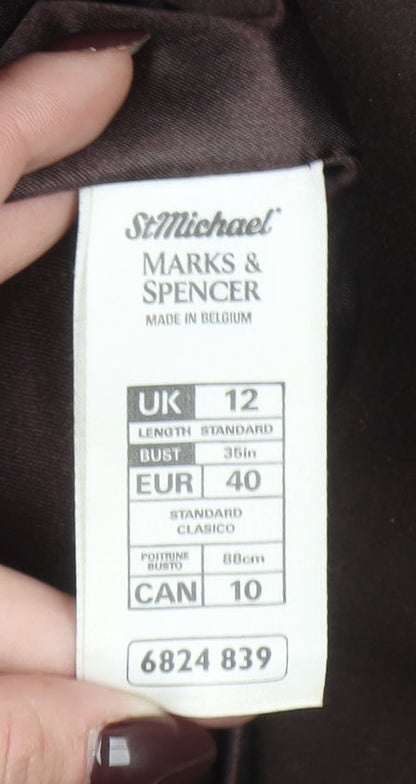 StMichael
MARKS &
SPENCER
MADE IN BELGIUM
UK 12
LENGTH STANDARD
BUST 35in
EUR 40
STANDARD
CLASICO
POITRINE
BUSTO 88cm
CAN 10
6824 839